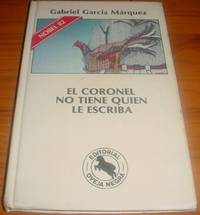 Gabriel García Márquez
NOBEL 82
EL CORONEL
NO TIENE QUIEN
LE ESCRIBA
EDITORIAL
OVEJA NEGRA